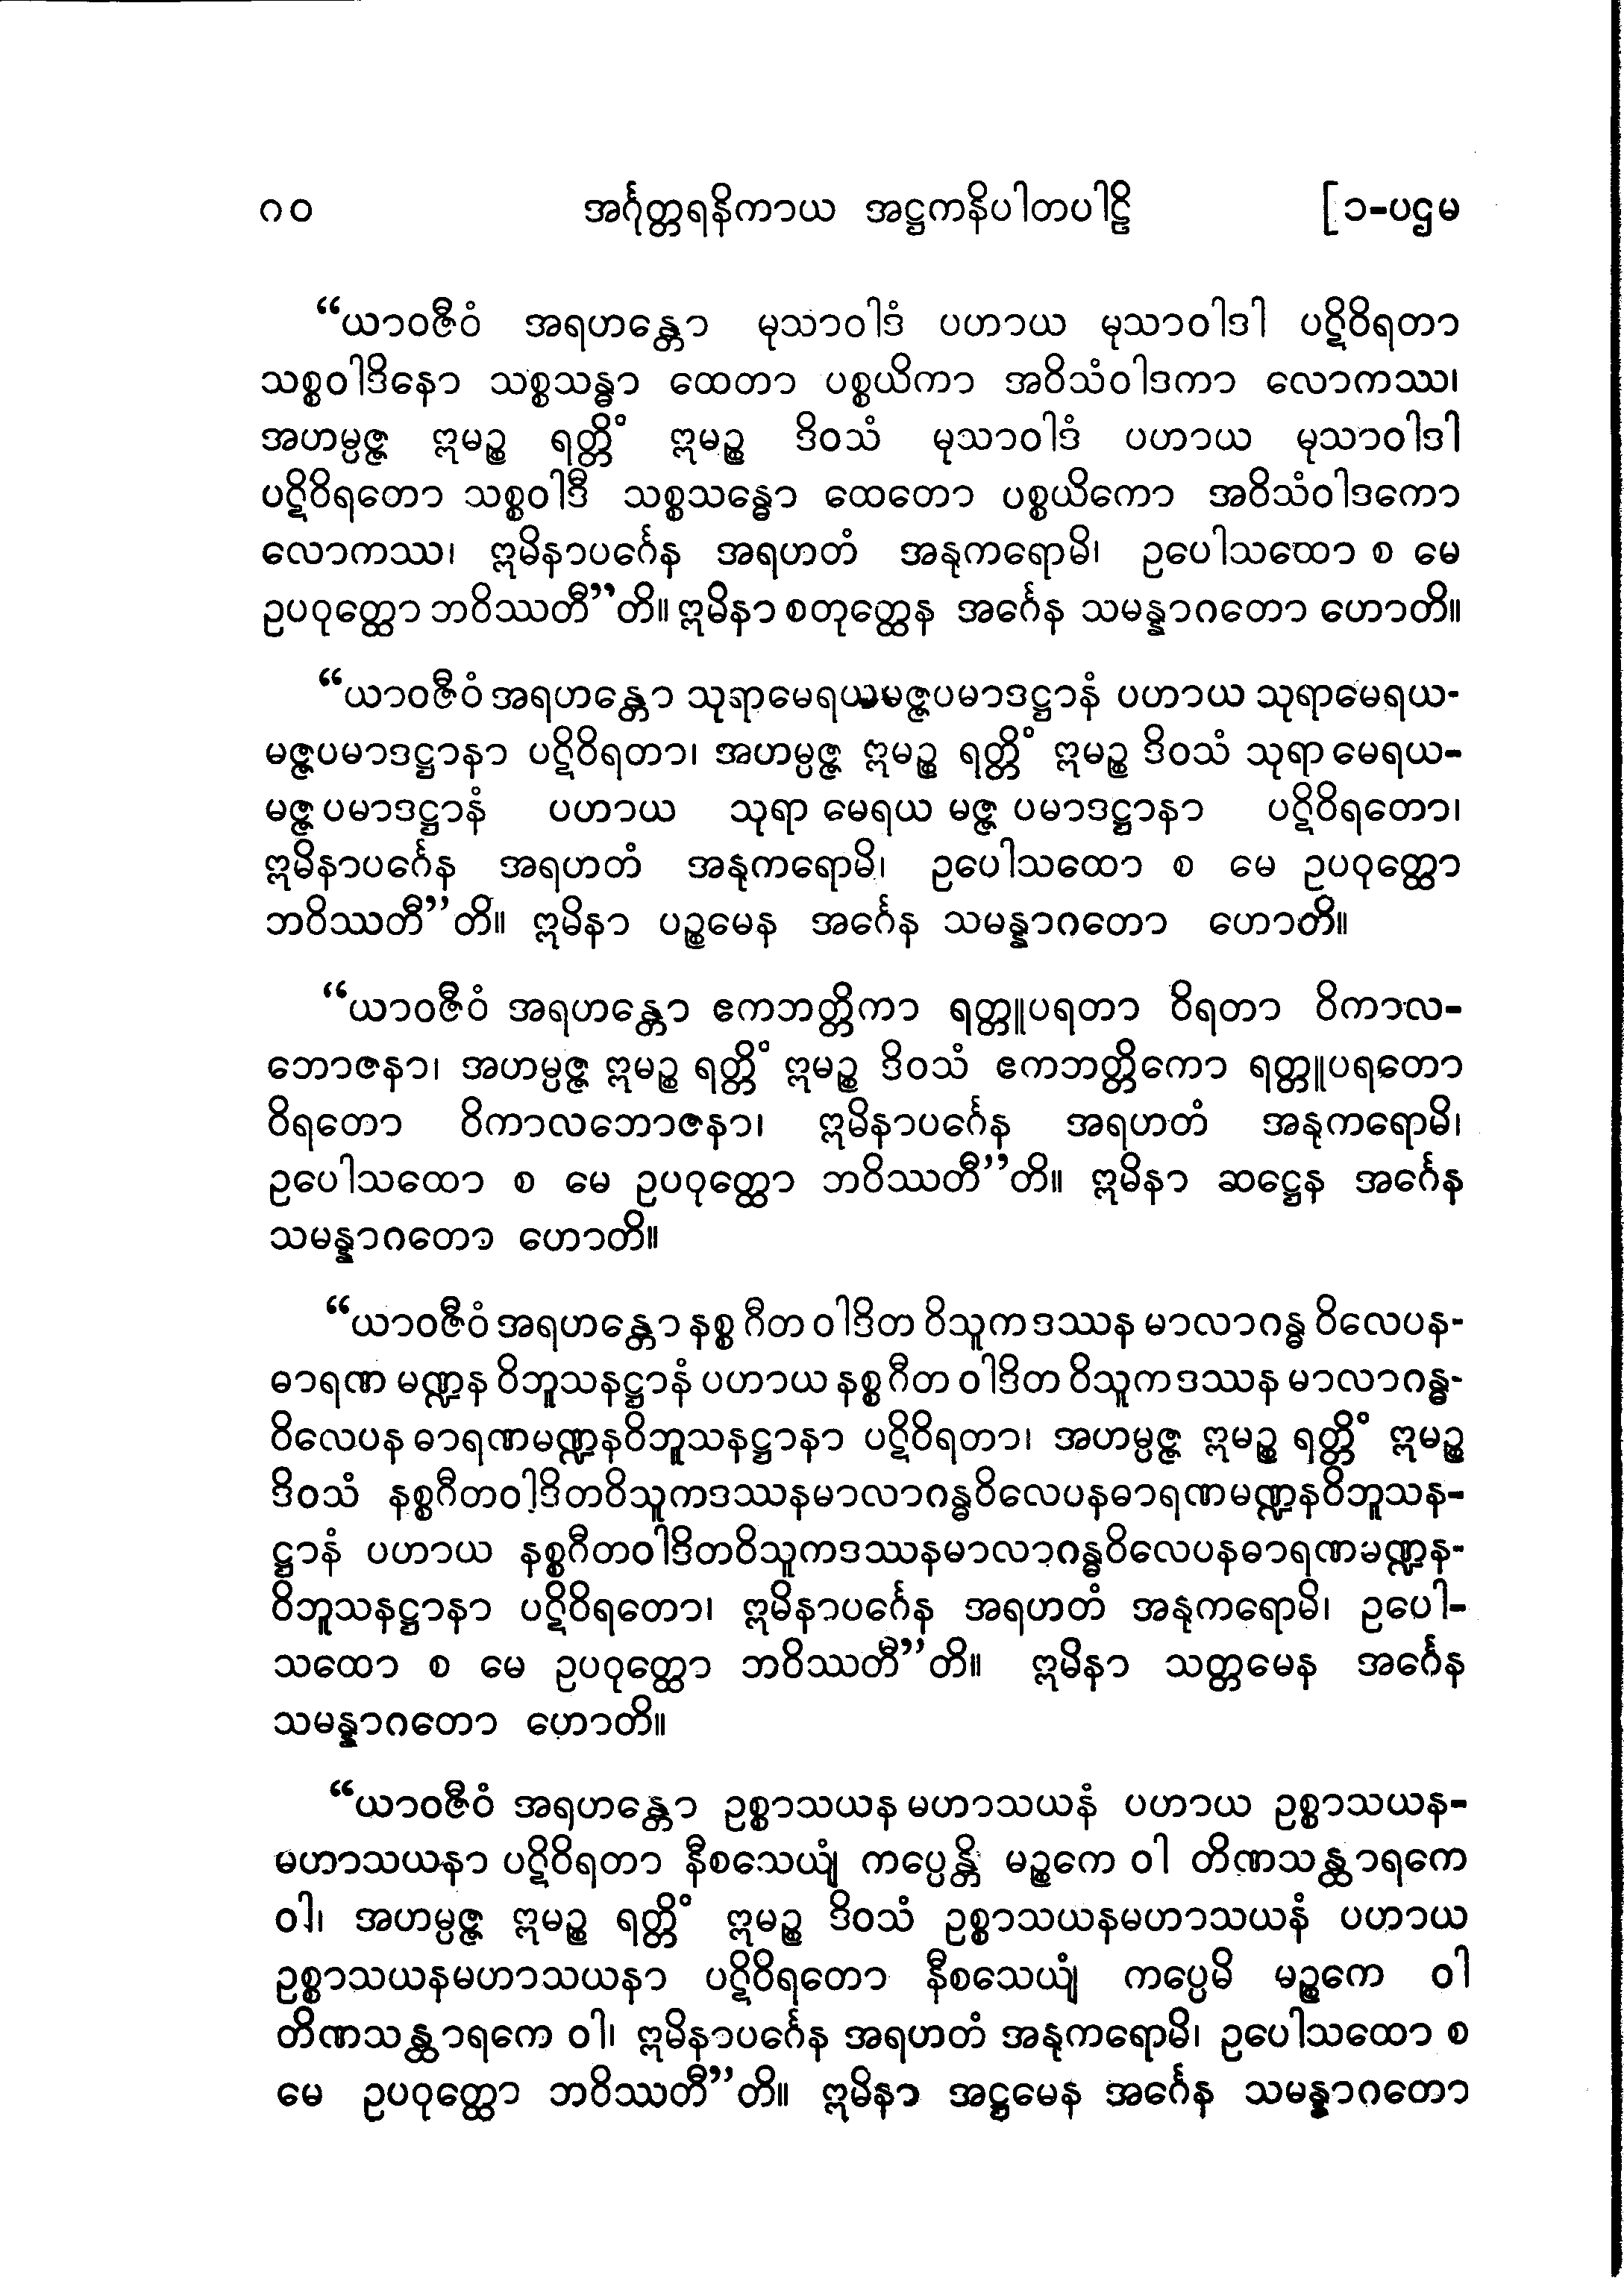 ၈၀ အင်္ဂုတ္တရနိကာယ အဋ္ဌကနိပါတပါဠိ [၁-ပဌမ
“ယာဝဇီဝံ အရဟန္တော မုသာဝါဒံ ပဟာယ မုသာဝါဒါ ပဋိဝိရတာ
သစ္စဝါဒိနော သစ္စသန္ဓာ ထေတာ ပစ္စယိကာ အဝိသံဝါဒကာ လောကဿ၊
အဟမ္ပဇ္ဇ ဣမဉ္စ ရတ္တိံ ဣမဉ္စ ဒိဝသံ မုသာဝါဒံ ပဟာယ မုသာဝါဒါ
ပဋိဝိရတော သစ္စဝါဒီ သစ္စသန္ဓော ထေတော ပစ္စယိကော အဝိသံဝါဒကော
လောကဿ၊ ဣမိနာပင်္ဂေန အရဟတံ အနုကရောမိ၊ ဥပေါသထော စ မေ
ဥပဝုတ္ထော ဘဝိဿတီ”တိ။ ဣမိနာ စတုတ္ထေန အင်္ဂေန သမန္နာဂတော ဟောတိ။
“ယာဝဇီဝံ အရဟန္တော သုရာမေရယမဇ္ဇပမာဒဋ္ဌာနံ ပဟာယ သုရာမေရယ-
မဇ္ဇပမာဒဋ္ဌာနာ ပဋိဝိရတာ၊ အဟမ္ပဇ္ဇ ဣမဉ္စ ရတ္တိံ ဣမဉ္စ ဒိဝသံ သုရာ မေရယ-
မဇ္ဇ ပမာဒဋ္ဌာနံ ပဟာယ သုရာ မေရယ မဇ္ဇ ပမာဒဋ္ဌာနာ ပဋိဝိရတော၊
ဣမိနာပင်္ဂေန အရဟတံ အနုကရောမိ၊ ဥပေါသထော စ မေ ဥပဝုတ္ထော
ဘဝိဿတီ”တိ။ ဣမိနာ ပဉ္စမေန အင်္ဂေန သမန္နာဂတော ဟောတိ။
“ယာဝဇီဝံ အရဟန္တော ဧကဘတ္တိကာ ရတ္တူပရတာ ဝိရတာ ဝိကာလ-
ဘောဇနာ၊ အဟမ္ပဇ္ဇ ဣမဉ္စ ရတ္တိံ ဣမဉ္စ ဒိဝသံ ဧကဘတ္တိကော ရတ္တူပရတော
ဝိရတော ဝိကာလဘောဇနာ၊ ဣမိနာပင်္ဂေန အရဟတံ အနုကရောမိ၊
ဥပေါသထော စ မေ ဥပဝုတ္ထော ဘဝိဿတီ”တိ။ ဣမိနာ ဆဋ္ဌေန အင်္ဂေန
သမန္နာဂတော ဟောတိ။
“ယာဝဇီဝံ အရဟန္တော နစ္စ ဂီတ ဝါဒိတ ဝိသူက ဒဿန မာလာဂန္ဓ ဝိလေပန-
ဓာရဏ မဏ္ဍန ဝိဘူသနဋ္ဌာနံ ပဟာယ နစ္စ ဂီတ ဝါဒိတ ဝိသူက ဒဿန မာလာဂန္ဓ-
ဝိလေပန ဓာရဏမဏ္ဍနဝိဘူသနဋ္ဌာနာ ပဋိဝိရတာ၊ အဟမ္ပဇ္ဇ ဣမဉ္စ ရတ္တိံ ဣမဉ္စ
ဒိဝသံ နစ္စဂီတဝါဒိတဝိသူကဒဿနမာလာဂန္ဓဝိလေပနဓာရဏမဏ္ဍနဝိဘူသန-
ဋ္ဌာနံ ပဟာယ နစ္စဂီတဝါဒိတဝိသူကဒဿနမာလာဂန္ဓဝိလေပနဓာရဏမဏ္ဍန-
ဝိဘူသနဋ္ဌာနာ ပဋိဝိရတော၊ ဣမိနာပင်္ဂေန အရဟတံ အနုကရောမိ၊ ဥပေါ-
သထော စ မေ ဥပဝုတ္ထော ဘဝိဿတီ”တိ။ ဣမိနာ သတ္တမေန အင်္ဂေန
သမန္နာဂတော ဟောတိ။
“ယာဝဇီဝံ အရဟန္တော ဥစ္စာသယန မဟာသယနံ ပဟာယ ဥစ္စာသယန-
မဟာသယနာ ပဋိဝိရတာ နီစသေယျံ ကပ္ပေန္တိ မဉ္စကေ ဝါ တိဏသန္ထာရကေ
ဝါ၊ အဟမ္ပဇ္ဇ ဣမဉ္စ ရတ္တိံ ဣမဉ္စ ဒိဝသံ ဥစ္စာသယနမဟာသယနံ ပဟာယ
ဥစ္စာသယနမဟာသယနာ ပဋိဝိရတော နီစသေယျံ ကပ္ပေမိ မဉ္စကေ ဝါ
တိဏသန္ထာရကေ ဝါ၊ ဣမိနာပင်္ဂေန အရဟတံ အနုကရောမိ၊ ဥပေါသထော စ
မေ ဥပဝုတ္ထော ဘဝိဿတီ”တိ။ ဣမိနာ အဋ္ဌမေန အင်္ဂေန သမန္နာဂတော